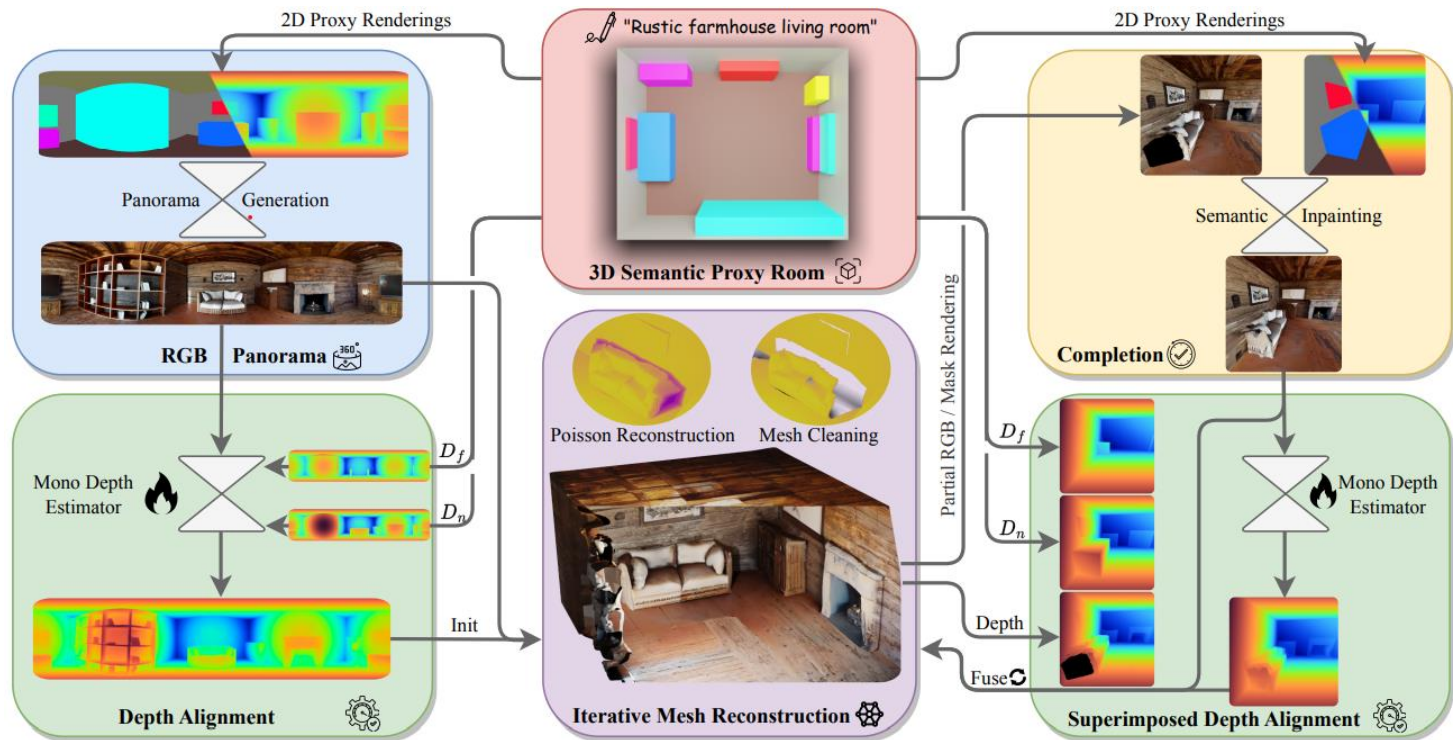 2D Proxy Renderings
"Rustic farmhouse living room"
2D Proxy Renderings
Panorama Generation
RGB Panorama
360°
3D Semantic Proxy Room
Semantic Inpainting
Completion
Mono Depth
Estimator
D_f
D_n
Init
Depth Alignment
Poisson Reconstruction
Mesh Cleaning
Iterative Mesh Reconstruction
Partial RGB / Mask Rendering
D_f
D_n
Depth
Fuse
Mono Depth
Estimator
Superimposed Depth Alignment